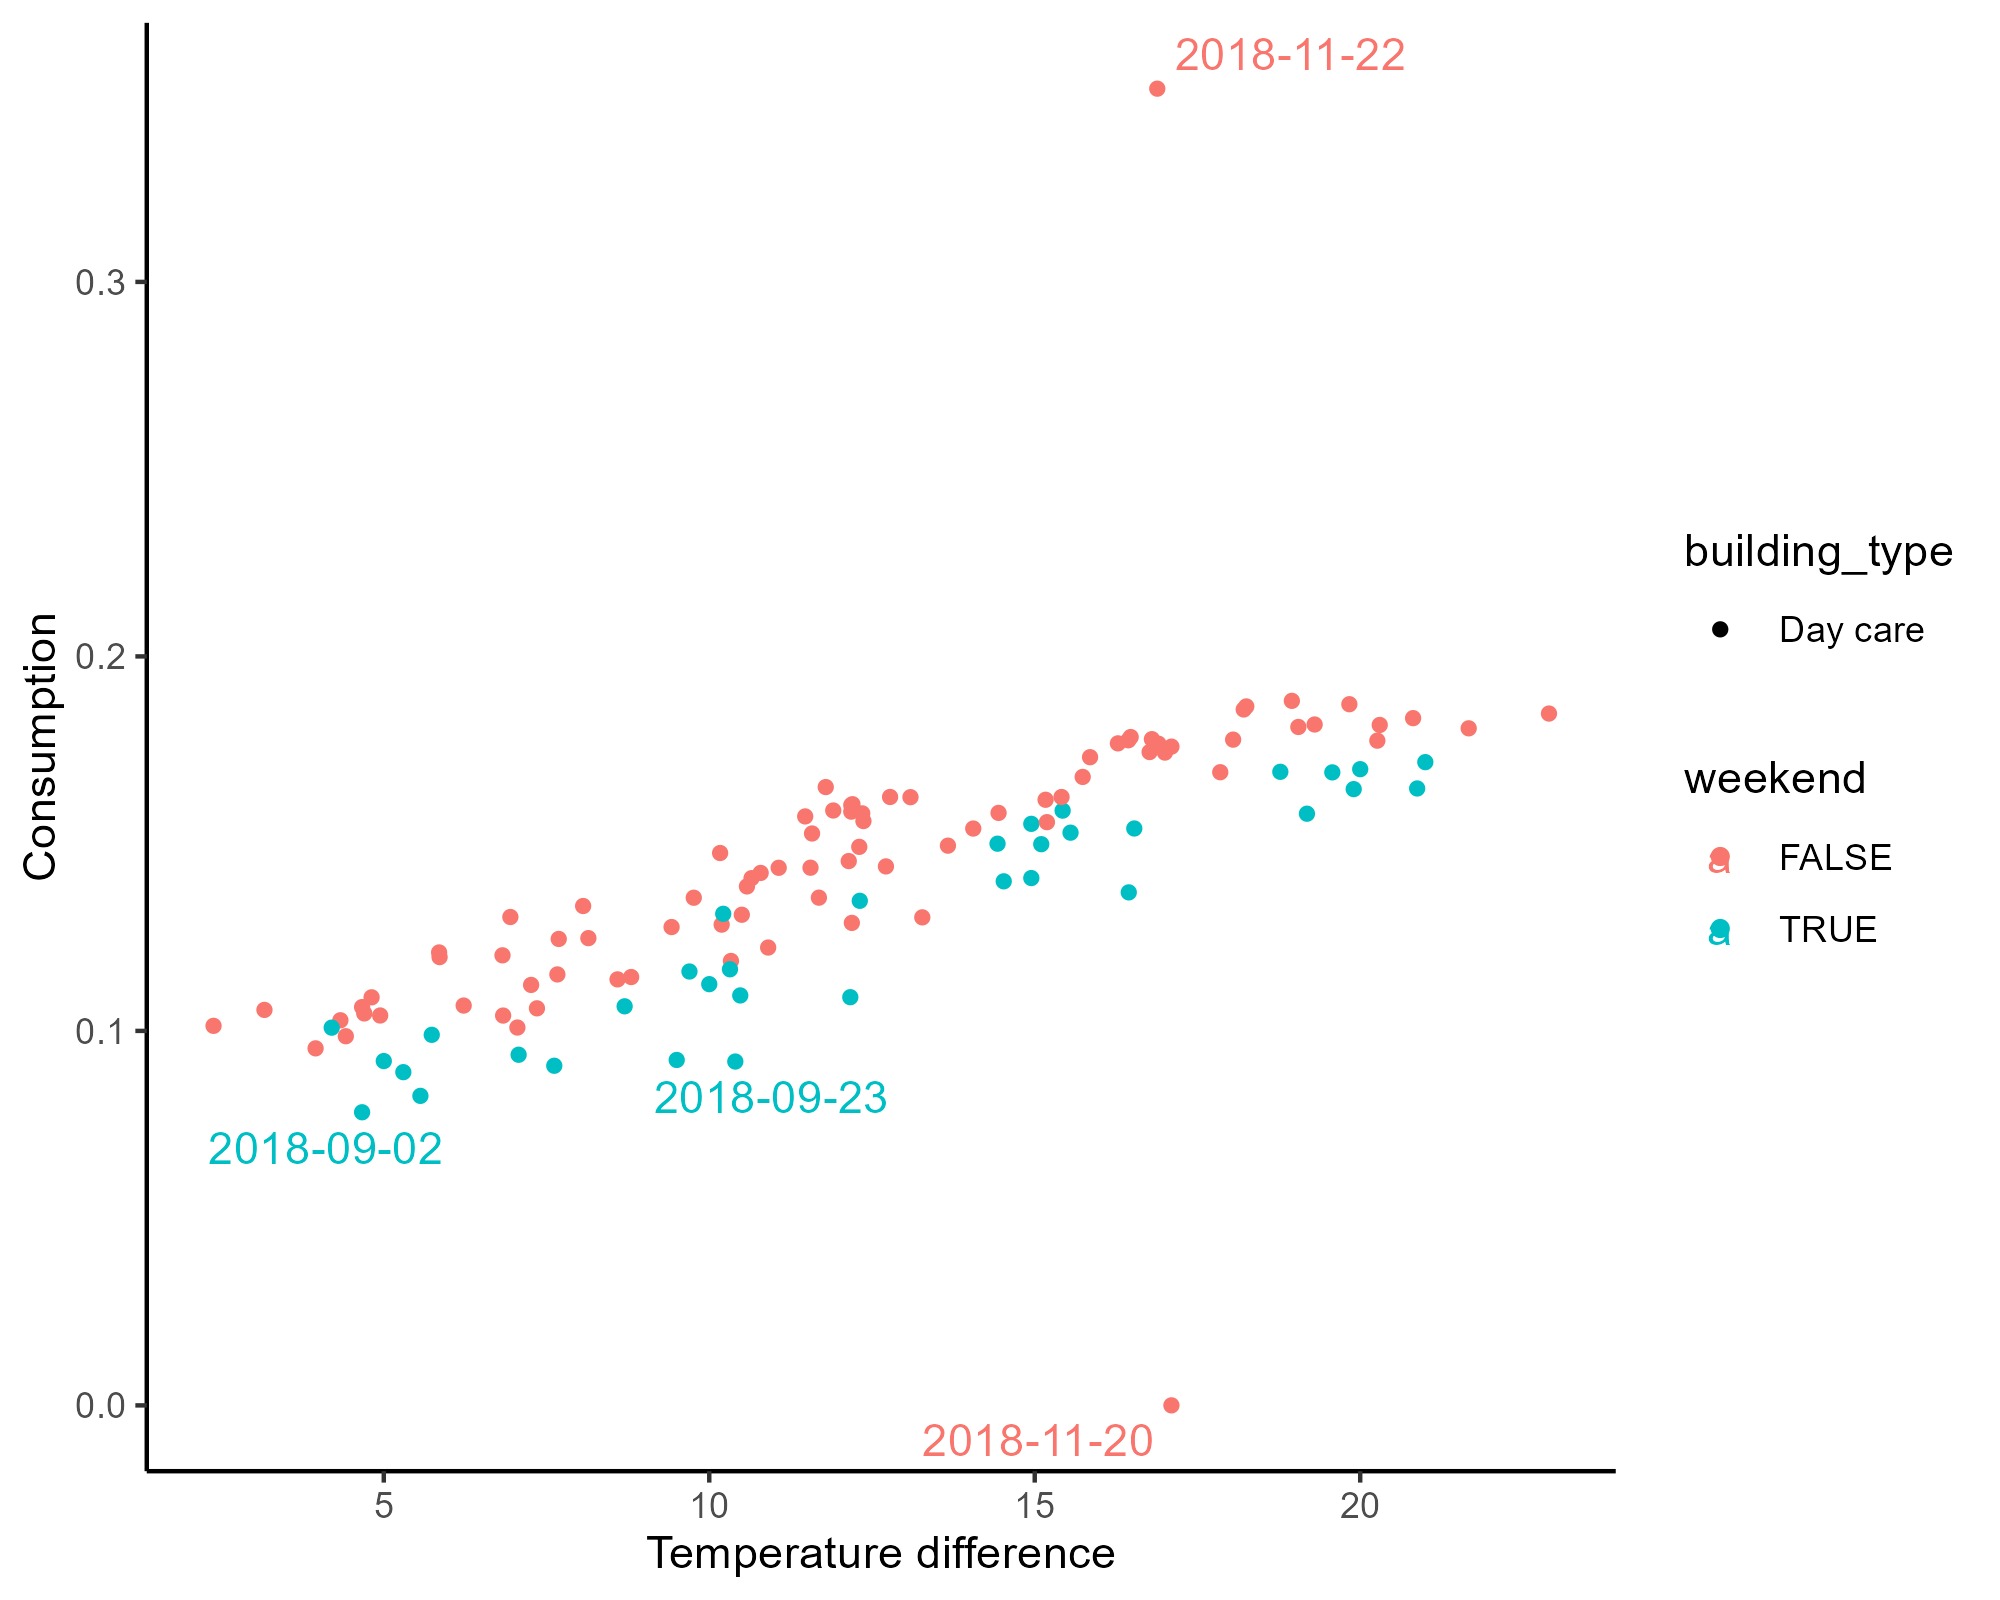 2018-11-22
0.3
0.2
0.1
0.0
Consumption
2018-09-23
2018-09-02
2018-11-20
5
10
15
20
Temperature difference
building_type
Day care
weekend
a FALSE
a TRUE